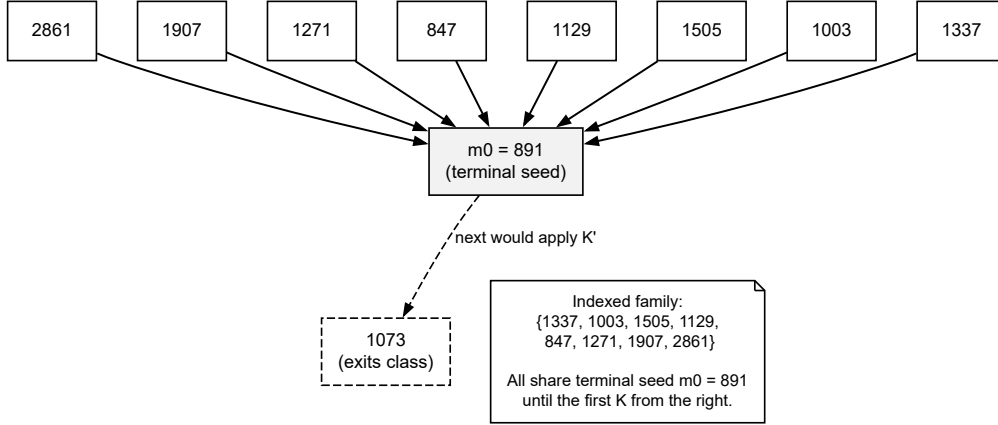 2861
1907
1271
847
1129
1505
1003
1337
m0 = 891
(terminal seed)
next would apply K'
1073
(exits class)
Indexed family:
{1337, 1003, 1505, 1129,
847, 1271, 1907, 2861}
All share terminal seed m0 = 891
until the first K from the right.